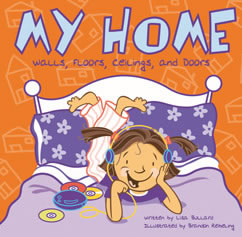 MY HOME
Walls, Floors, Ceilings, and Doors
written by Lisa Bullard
Illustrated by Brandon Reibeling